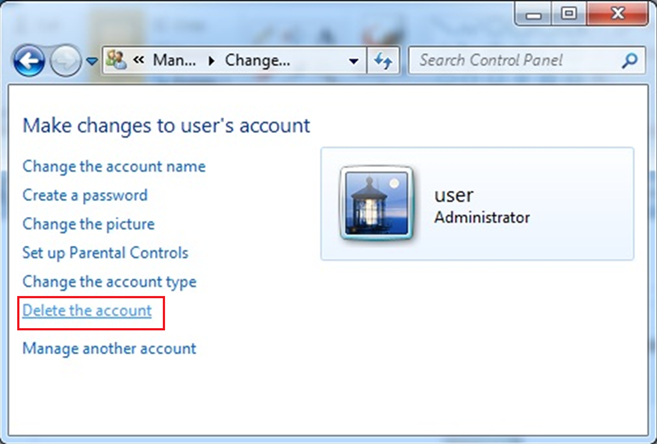 « Man... Change... Search Control Panel
Make changes to user's account
Change the account name
Create a password
Change the picture
Set up Parental Controls
Change the account type
Delete the account
Manage another account
user
Administrator